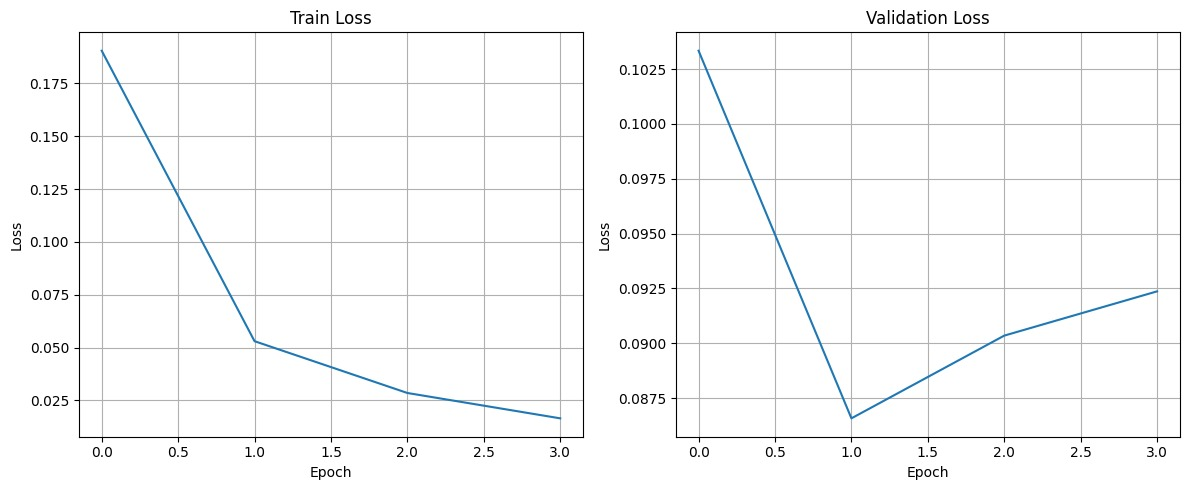 Train Loss
Loss
0.175
0.150
0.125
0.100
0.075
0.050
0.025
0.0 0.5 1.0 1.5 2.0 2.5 3.0
Epoch
Validation Loss
Loss
0.1025
0.1000
0.0975
0.0950
0.0925
0.0900
0.0875
0.0 0.5 1.0 1.5 2.0 2.5 3.0
Epoch